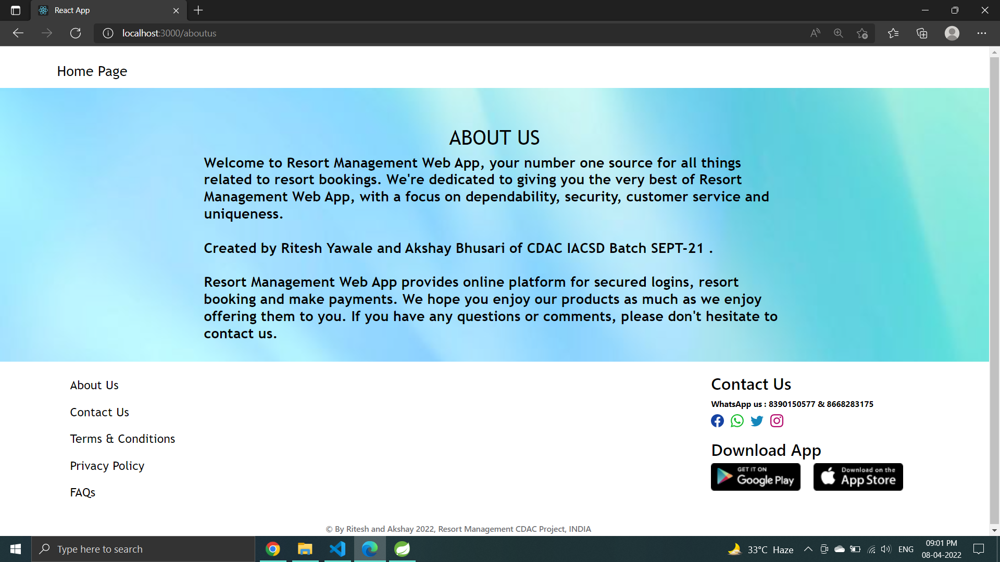 React App
localhost:3000/aboutus
Home Page
ABOUT US
Welcome to Resort Management Web App, your number one source for all things
related to resort bookings. We're dedicated to giving you the very best of Resort
Management Web App, with a focus on dependability, security, customer service and
uniqueness.
Created by Ritesh Yawale and Akshay Bhusari of CDAC IACSD Batch SEPT-21 .
Resort Management Web App provides online platform for secured logins, resort
booking and make payments. We hope you enjoy our products as much as we enjoy
offering them to you. If you have any questions or comments, please don't hesitate to
contact us.
About Us
Contact Us
Terms & Conditions
Privacy Policy
FAQs
Contact Us
WhatsApp us : 8390150577 & 8668283175
Download App
GET IT ON
Google Play
Download on the
App Store
© By Ritesh and Akshay 2022, Resort Management CDAC Project, INDIA
Type here to search
33°C Haze
ENG
09:01 PM
08-04-2022